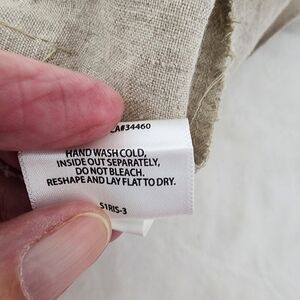 CA#34460
HAND WASH COLD,
INSIDE OUT SEPARATELY,
DO NOT BLEACH.
RESHAPE AND LAY FLAT TO DRY.
S1RIS-3